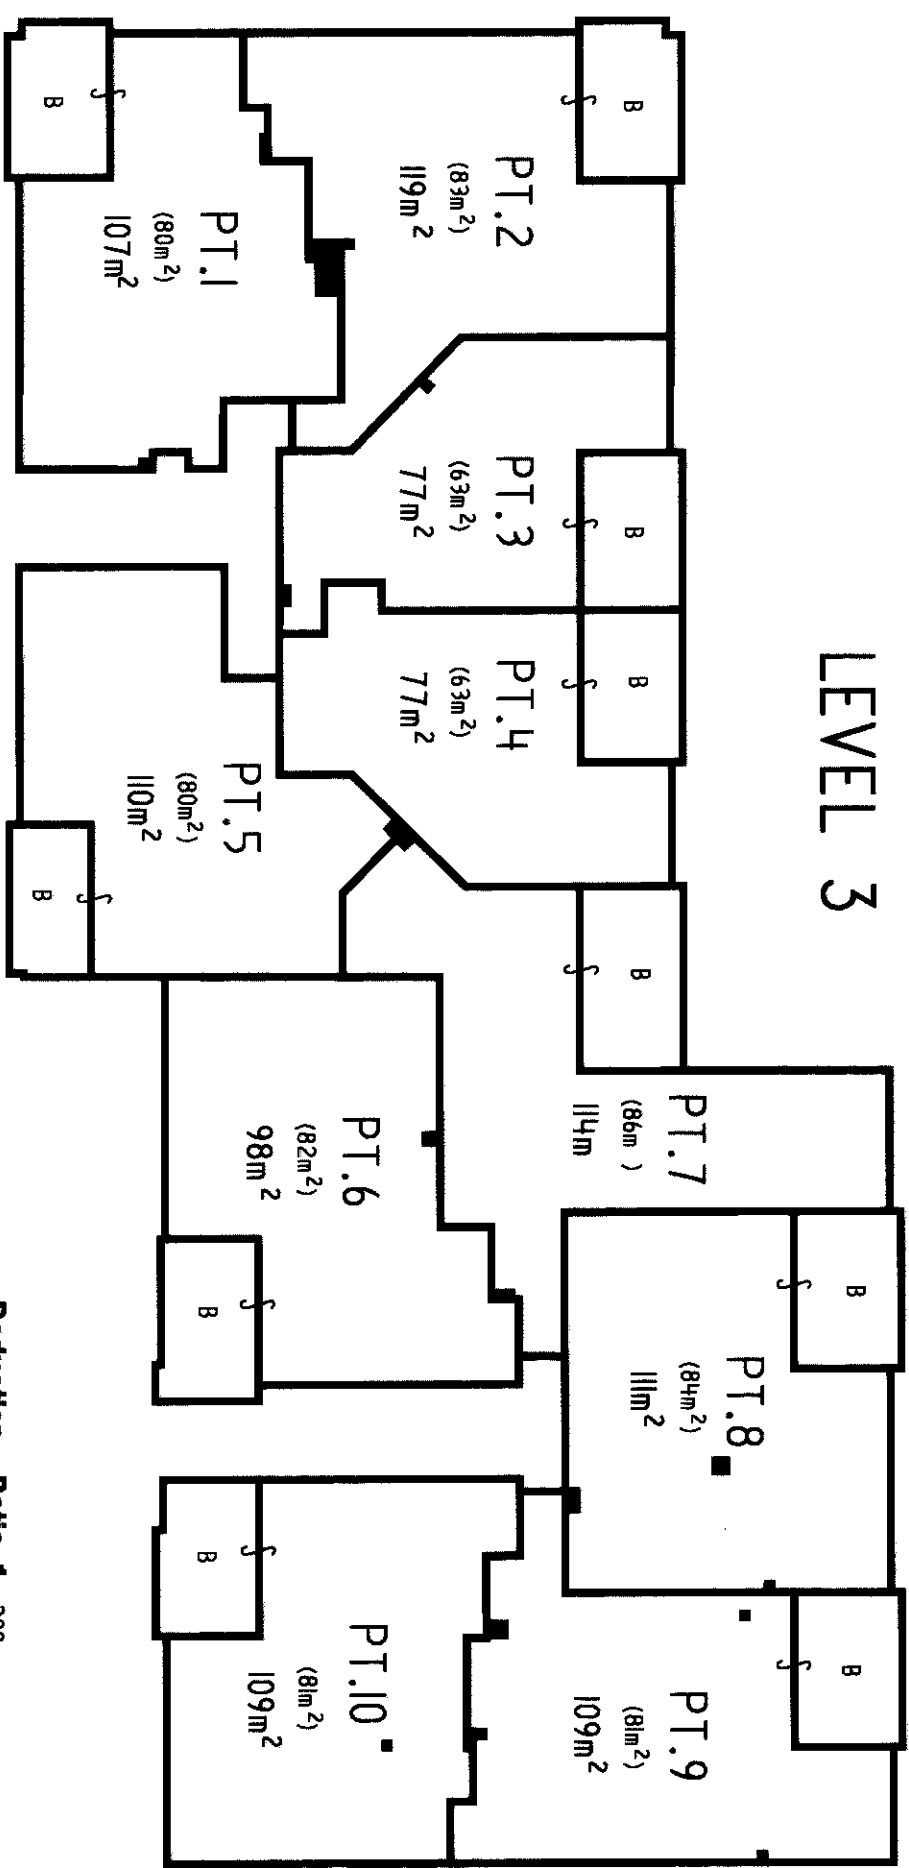 LEVEL 3
B
PT.8
(84m²)
111m²
B
B
PT.7
(86m )
114m
PT.9
(81m²)
109m²
B
B
B
B
PT.2
(83m²)
119m²
PT.3
(63m²)
77m²
PT.4
(63m²)
77m²
PT.6
(82m²)
98m²
B
PT.10
(81m²)
109m²
B
PT.1
(80m²)
107m²
B
PT.5
(80m²)
110m²
B